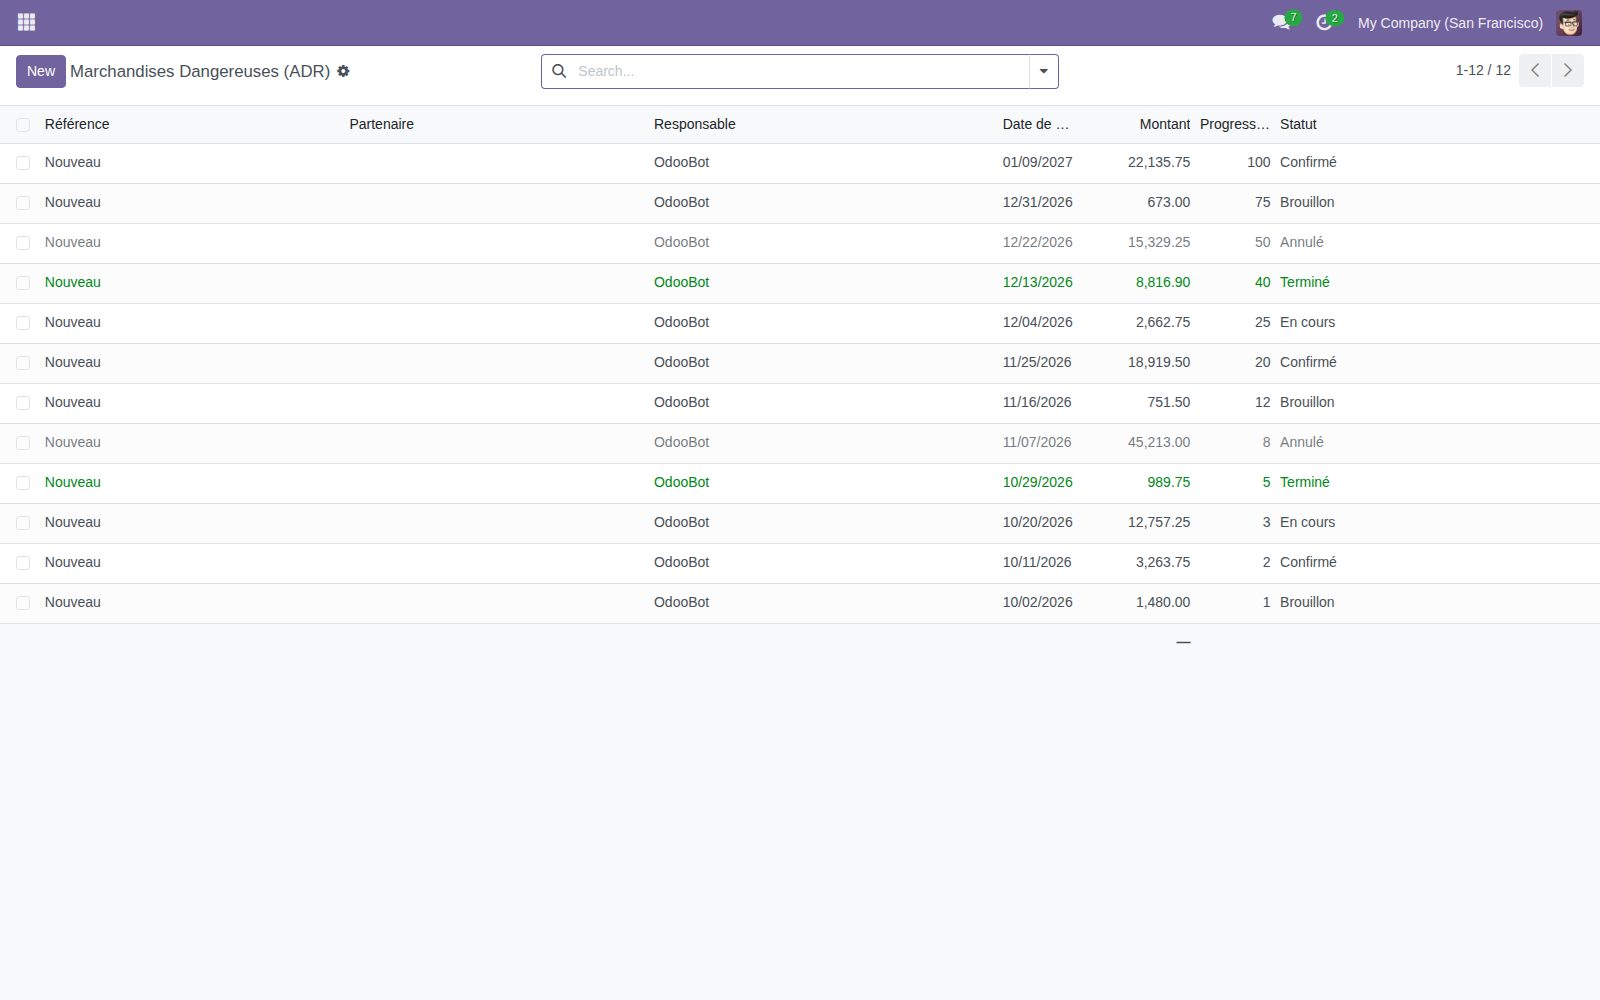 7 2 My Company (San Francisco)
New Marchandises Dangereuses (ADR) Search... 1-12 / 12
Référence Partenaire Responsable Date de ... Montant Progress... Statut
Nouveau OdooBot 01/09/2027 22,135.75 100 Confirmé
Nouveau OdooBot 12/31/2026 673.00 75 Brouillon
Nouveau OdooBot 12/22/2026 15,329.25 50 Annulé
Nouveau OdooBot 12/13/2026 8,816.90 40 Terminé
Nouveau OdooBot 12/04/2026 2,662.75 25 En cours
Nouveau OdooBot 11/25/2026 18,919.50 20 Confirmé
Nouveau OdooBot 11/16/2026 751.50 12 Brouillon
Nouveau OdooBot 11/07/2026 45,213.00 8 Annulé
Nouveau OdooBot 10/29/2026 989.75 5 Terminé
Nouveau OdooBot 10/20/2026 12,757.25 3 En cours
Nouveau OdooBot 10/11/2026 3,263.75 2 Confirmé
Nouveau OdooBot 10/02/2026 1,480.00 1 Brouillon
—